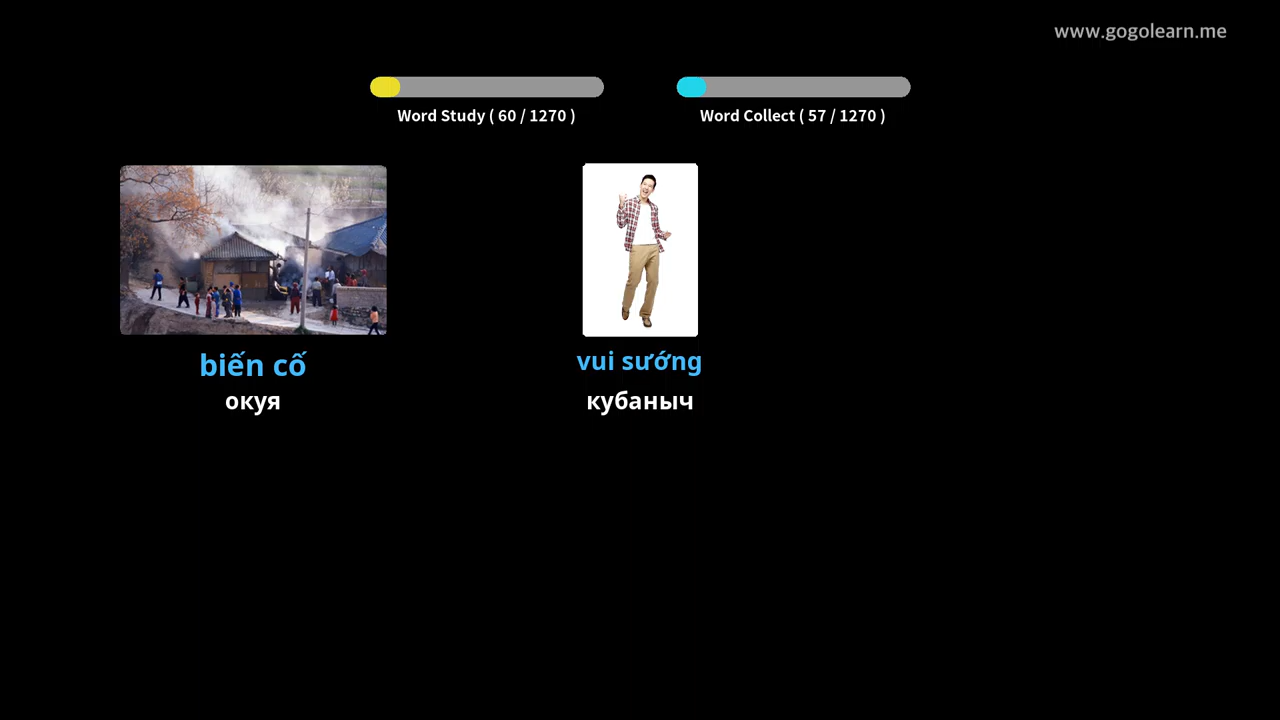 www.gogolearn.me
Word Study ( 60 / 1270 )
Word Collect ( 57 / 1270 )
biến cố
окуя
vui sướng
кубаныч